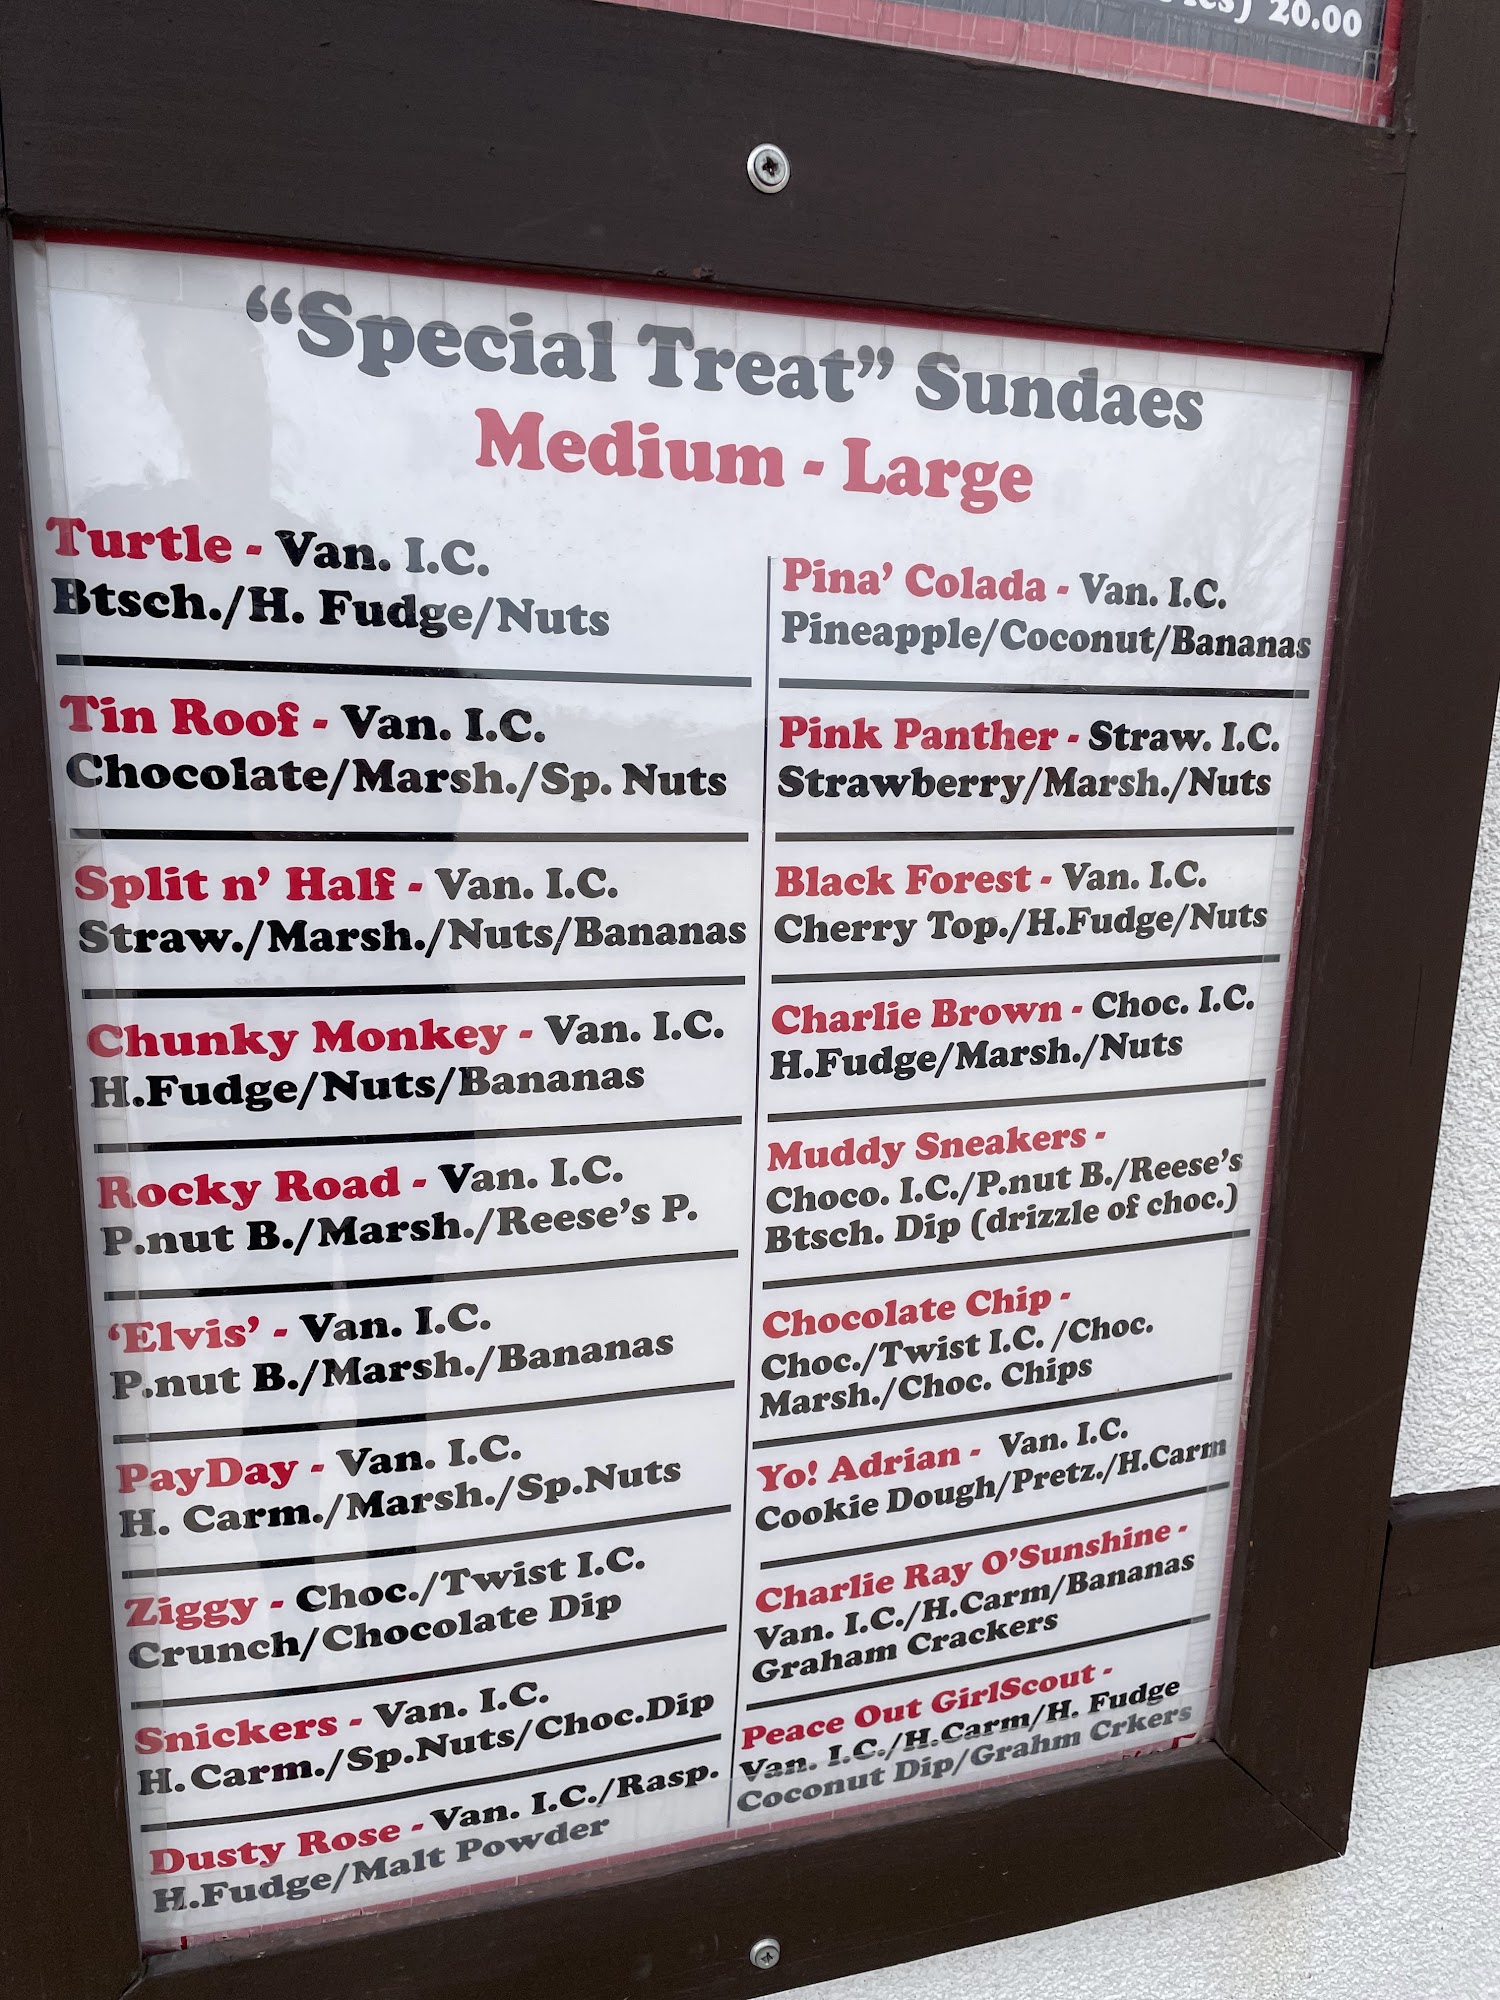 20.00
“Special Treat” Sundaes
Medium - Large
Turtle - Van. I.C.
Btsch./H. Fudge/Nuts
Tin Roof - Van. I.C.
Chocolate/Marsh./Sp. Nuts
Split n’ Half - Van. I.C.
Straw./Marsh./Nuts/Bananas
Chunky Monkey - Van. I.C.
H.Fudge/Nuts/Bananas
Rocky Road - Van. I.C.
P.nut B./Marsh./Reese’s P.
‘Elvis’ - Van. I.C.
P.nut B./Marsh./Bananas
PayDay - Van. I.C.
H. Carm./Marsh./Sp.Nuts
Ziggy - Choc./Twist I.C.
Crunch/Chocolate Dip
Snickers - Van. I.C.
H. Carm./Sp.Nuts/Choc.Dip
Dusty Rose - Van. I.C./Rasp.
H.Fudge/Malt Powder
Pina’ Colada - Van. I.C.
Pineapple/Coconut/Bananas
Pink Panther - Straw. I.C.
Strawberry/Marsh./Nuts
Black Forest - Van. I.C.
Cherry Top./H.Fudge/Nuts
Charlie Brown - Choc. I.C.
H.Fudge/Marsh./Nuts
Muddy Sneakers -
Choco. I.C./P.nut B./Reese’s
Btsch. Dip (drizzle of choc.)
Chocolate Chip -
Choc./Twist I.C. /Choc.
Marsh./Choc. Chips
Yo! Adrian - Van. I.C.
Cookie Dough/Pretz./H.Carm
Charlie Ray O’Sunshine -
Van. I.C./H.Carm/Bananas
Graham Crackers
Peace Out GirlScout -
Van. I.C./H.Carm/H. Fudge
Coconut Dip/Grahm Crkers